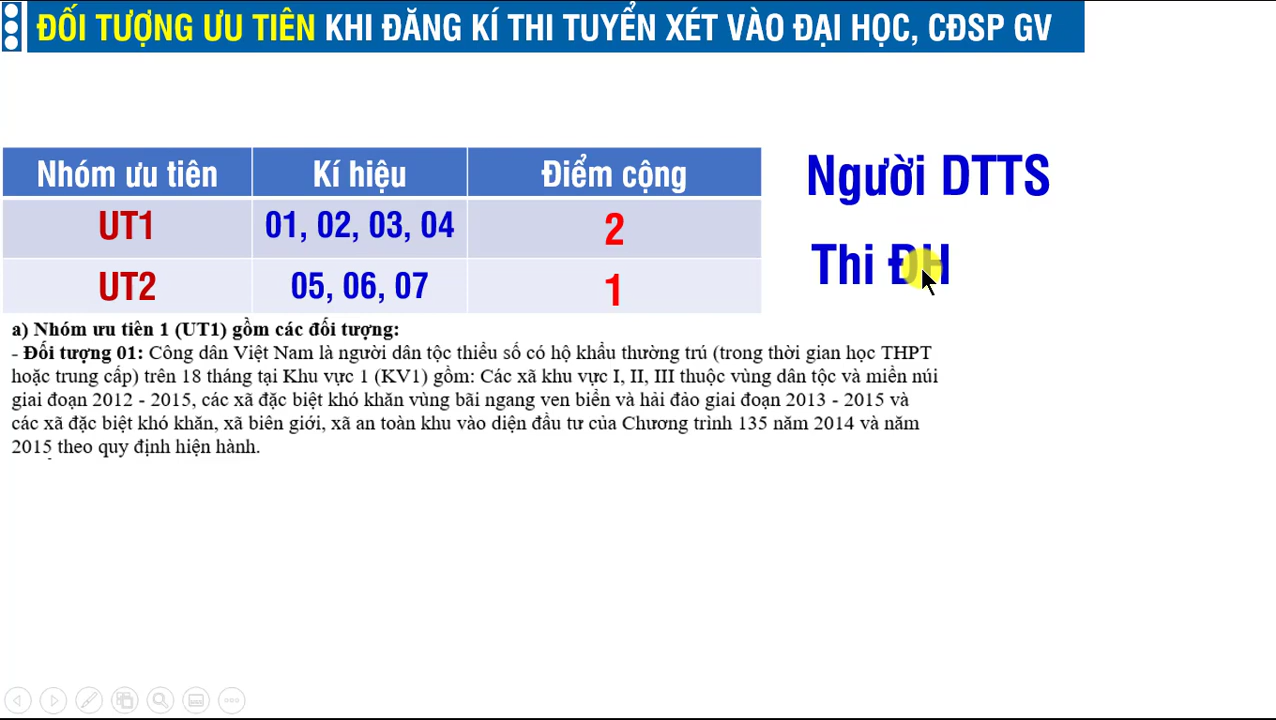 ĐỐI TƯỢNG ƯU TIÊN KHI ĐĂNG KÍ THI TUYỂN XÉT VÀO ĐẠI HỌC, CĐSP GV
Nhóm ưu tiên Kí hiệu Điểm cộng
UT1 01, 02, 03, 04 2
UT2 05, 06, 07 1
Người DTTS
Thi ĐH
a) Nhóm ưu tiên 1 (UT1) gồm các đối tượng:
- Đối tượng 01: Công dân Việt Nam là người dân tộc thiểu số có hộ khẩu thường trú (trong thời gian học THPT
hoặc trung cấp) trên 18 tháng tại Khu vực 1 (KV1) gồm: Các xã khu vực I, II, III thuộc vùng dân tộc và miền núi
giai đoạn 2012 - 2015, các xã đặc biệt khó khăn vùng bãi ngang ven biển và hải đảo giai đoạn 2013 - 2015 và
các xã đặc biệt khó khăn, xã biên giới, xã an toàn khu vào diện đầu tư của Chương trình 135 năm 2014 và năm
2015 theo quy định hiện hành.